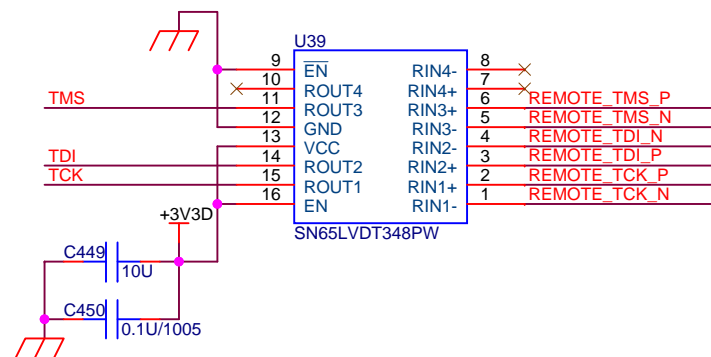 U39
9 EN RIN4- 8
10 ROUT4 RIN4+ 7
TMS 11 ROUT3 RIN3+ 6 REMOTE_TMS_P
12 GND RIN3- 5 REMOTE_TMS_N
13 VCC RIN2- 4 REMOTE_TDI_N
TDI 14 ROUT2 RIN2+ 3 REMOTE_TDI_P
TCK 15 ROUT1 RIN1+ 2 REMOTE_TCK_P
16 EN RIN1- 1 REMOTE_TCK_N
+3V3D
SN65LVDT348PW
C449
10U
C450
0.1U/1005